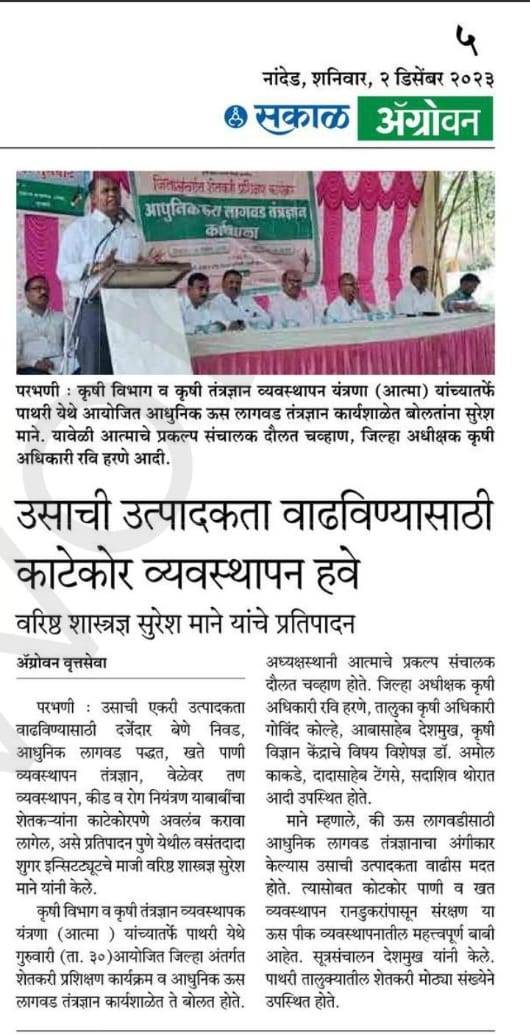 ५
नांदेड, शनिवार, २ डिसेंबर २०२३
सकाळ ॲग्रोवन
जिल्हाअंतर्गत शेतकरी प्रशिक्षण कार्यक्रम
आधुनिक ऊस लागवड तंत्रज्ञान
कार्यशाळा
परभणी : कृषी विभाग व कृषी तंत्रज्ञान व्यवस्थापन यंत्रणा (आत्मा) यांच्यातर्फे
पाथरी येथे आयोजित आधुनिक ऊस लागवड तंत्रज्ञान कार्यशाळेत बोलतांना सुरेश
माने. यावेळी आत्माचे प्रकल्प संचालक दौलत चव्हाण, जिल्हा अधीक्षक कृषी
अधिकारी रवि हरणे आदी.
उसाची उत्पादकता वाढविण्यासाठी
काटेकोर व्यवस्थापन हवे
वरिष्ठ शास्त्रज्ञ सुरेश माने यांचे प्रतिपादन
ॲग्रोवन वृत्तसेवा
परभणी : उसाची एकरी उत्पादकता
वाढविण्यासाठी दर्जेदार बेणे निवड,
आधुनिक लागवड पद्धत, खते पाणी
व्यवस्थापन तंत्रज्ञान, वेळेवर तण
व्यवस्थापन, कीड व रोग नियंत्रण याबाबींचा
शेतकऱ्यांना काटेकोरपणे अवलंब करावा
लागेल, असे प्रतिपादन पुणे येथील वसंतदादा
शुगर इन्सिटट्यूटचे माजी वरिष्ठ शास्त्रज्ञ सुरेश
माने यांनी केले.
कृषी विभाग व कृषी तंत्रज्ञान व्यवस्थापक
यंत्रणा (आत्मा ) यांच्यातर्फे पाथरी येथे
गुरुवारी (ता. ३०)आयोजित जिल्हा अंतर्गत
शेतकरी प्रशिक्षण कार्यक्रम व आधुनिक ऊस
लागवड तंत्रज्ञान कार्यशाळेत ते बोलत होते.
अध्यक्षस्थानी आत्माचे प्रकल्प संचालक
दौलत चव्हाण होते. जिल्हा अधीक्षक कृषी
अधिकारी रवि हरणे, तालुका कृषी अधिकारी
गोविंद कोल्हे, आबासाहेब देशमुख, कृषी
विज्ञान केंद्राचे विषय विशेषज्ञ डॉ. अमोल
काकडे, दादासाहेब टेंगसे, सदाशिव थोरात
आदी उपस्थित होते.
माने म्हणाले, की ऊस लागवडीसाठी
आधुनिक लागवड तंत्रज्ञानाचा अंगीकार
केल्यास उसाची उत्पादकता वाढीस मदत
होते. त्यासोबत कोटकोर पाणी व खत
व्यवस्थापन रानडुकरांपासून संरक्षण या
ऊस पीक व्यवस्थापनातील महत्त्वपूर्ण बाबी
आहेत. सूत्रसंचालन देशमुख यांनी केले.
पाथरी तालुक्यातील शेतकरी मोठ्या संख्येने
उपस्थित होते.